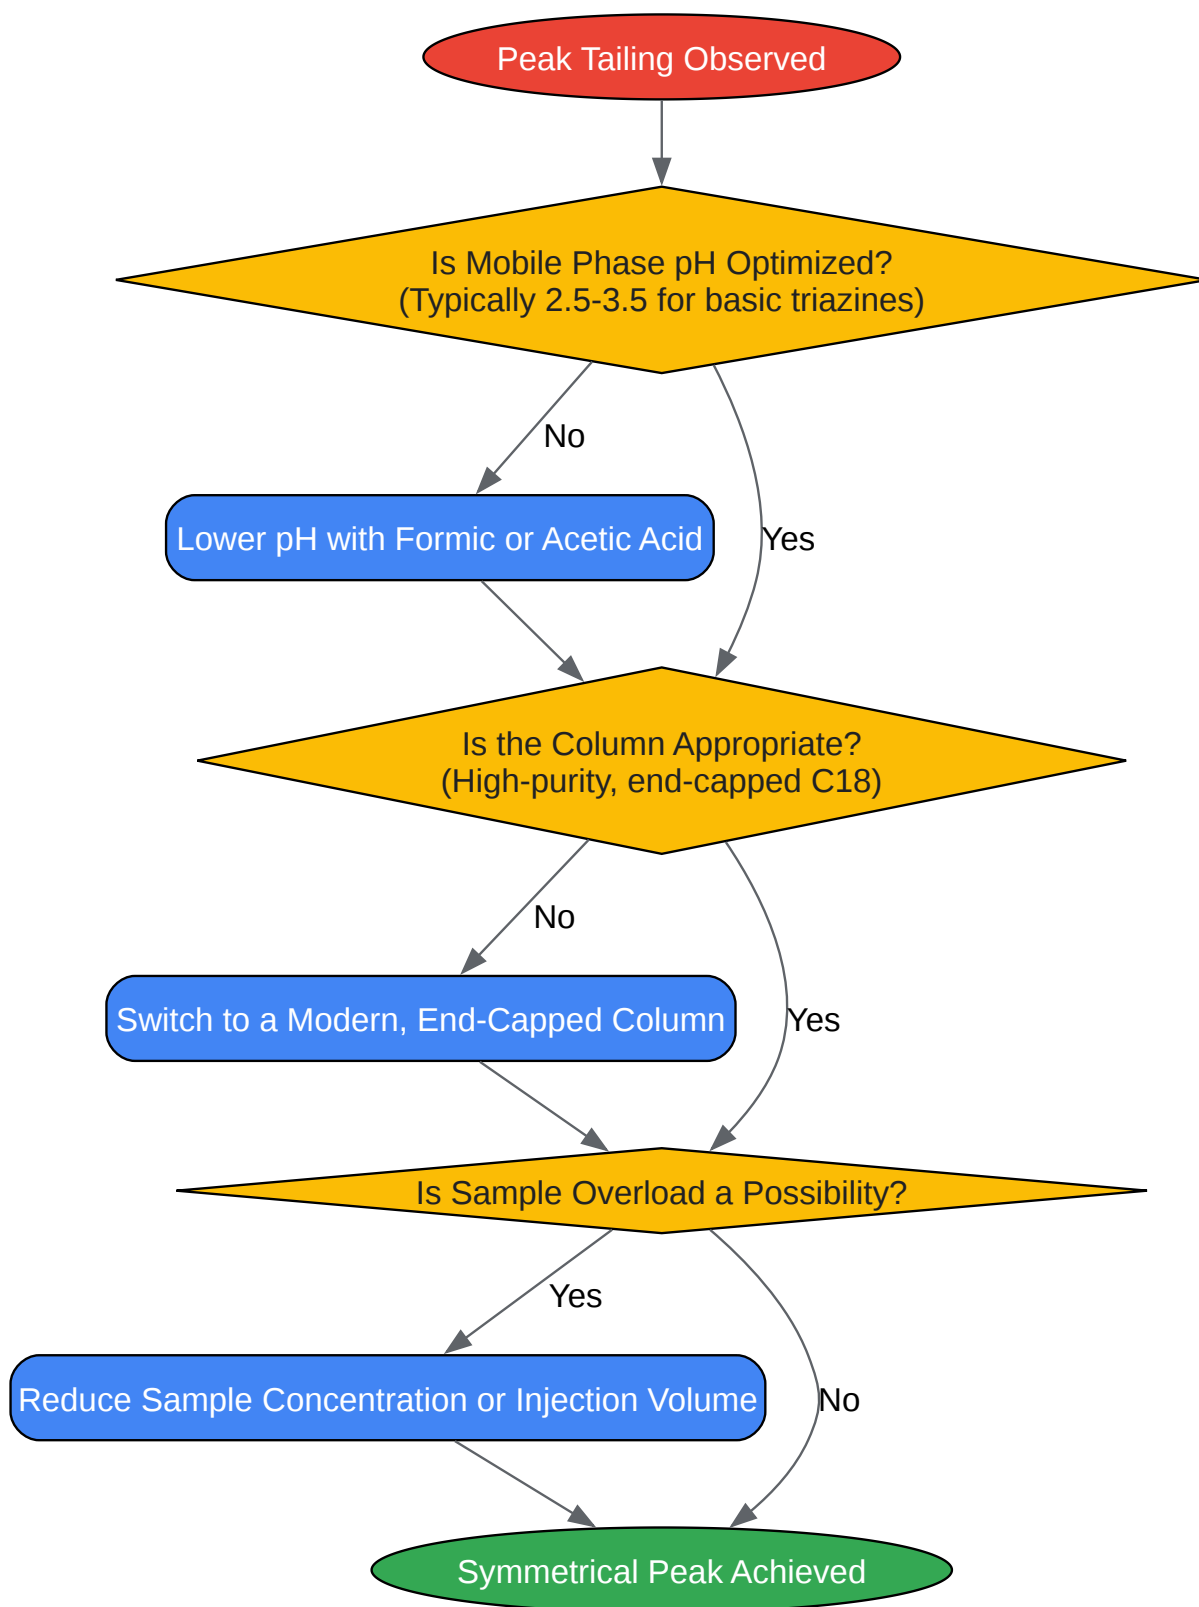 Peak Tailing Observed
Is Mobile Phase pH Optimized?
(Typically 2.5-3.5 for basic triazines)
No
Lower pH with Formic or Acetic Acid
Yes
Is the Column Appropriate?
(High-purity, end-capped C18)
No
Switch to a Modern, End-Capped Column
Yes
Is Sample Overload a Possibility?
Yes
Reduce Sample Concentration or Injection Volume
No
Symmetrical Peak Achieved